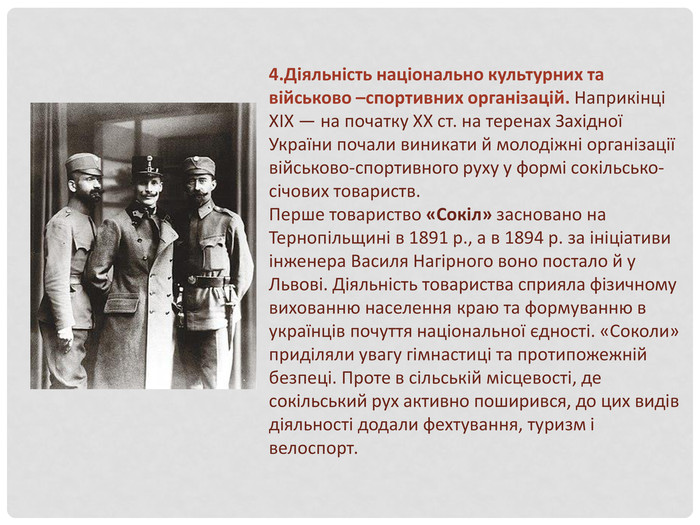 4.Діяльність національно культурних та
військово –спортивних організацій. Наприкінці
ХІХ — на початку ХХ ст. на теренах Західної
України почали виникати й молодіжні організації
військово-спортивного руху у формі сокільсько-
січових товариств.
Перше товариство «Сокіл» засновано на
Тернопільщині в 1891 р., а в 1894 р. за ініціативи
інженера Василя Нагірного воно постало й у
Львові. Діяльність товариства сприяла фізичному
вихованню населення краю та формуванню в
українців почуття національної єдності. «Соколи»
приділяли увагу гімнастиці та протипожежній
безпеці. Проте в сільській місцевості, де
сокільський рух активно поширився, до цих видів
діяльності додали фехтування, туризм і
велоспорт.